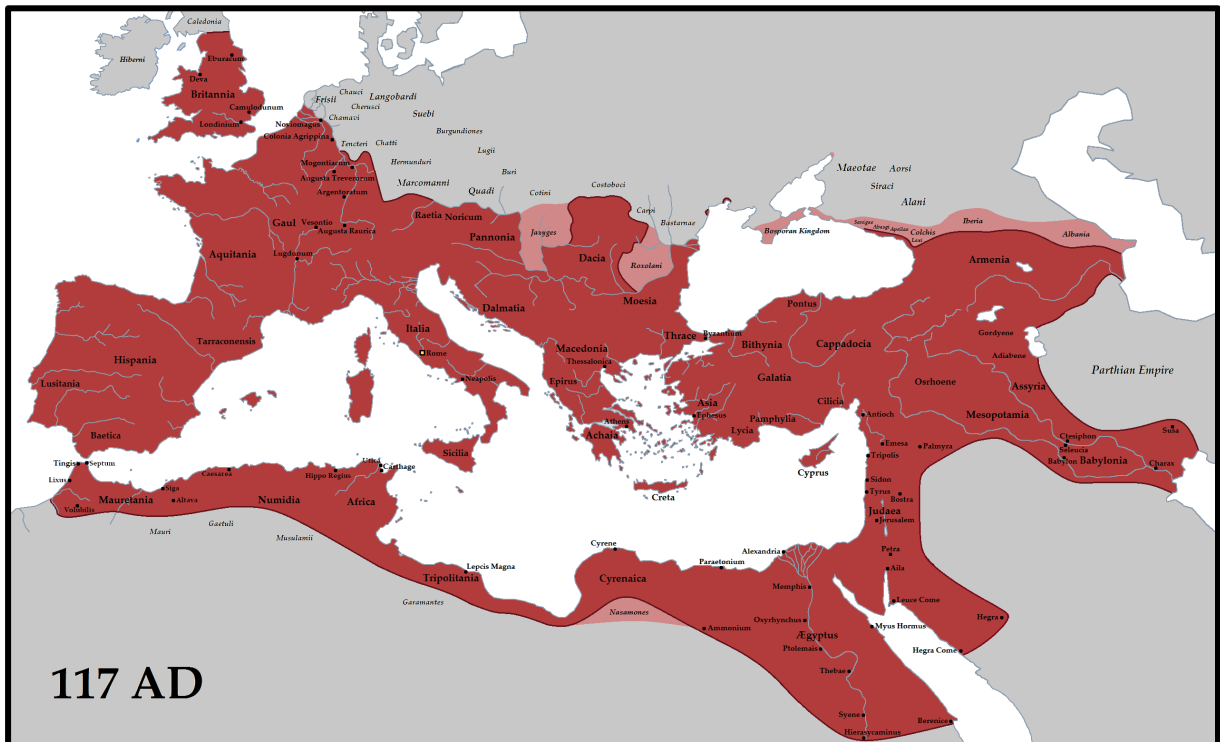 Caledonia
Hiberni
Eburacum
Deva
Britannia
Camulodunum
Londinium
Frisii
Chauci
Langobardi
Cherusci
Chamavi
Suebi
Noviomagus
Colonia Agrippina
Burgundiones
Tencteri
Chatti
Lugii
Mogontiacum
Hermunduri
Augusta Treverorum
Buri
Marcomanni
Quadi
Cotini
Costoboci
Argentoratum
Carpi
Bastarnae
Maeotae
Aorsi
Siraci
Alani
Gaul
Vesontio
Augusta Raurica
Raetia
Noricum
Pannonia
Jazyges
Dacia
Roxolani
Bosporan Kingdom
Sanigae
Abasgi
Apsilae
Colchis
Lazi
Iberia
Albania
Aquitania
Lugdunum
Armenia
Dalmatia
Moesia
Pontus
Italia
Tarraconensis
Thrace
Byzantium
Gordyene
Hispania
Rome
Macedonia
Thessalonica
Bithynia
Cappadocia
Adiabene
Parthian Empire
Lusitania
Neapolis
Epirus
Galatia
Osrhoene
Assyria
Asia
Ephesus
Cilicia
Antioch
Mesopotamia
Baetica
Athens
Achaia
Pamphylia
Lycia
Susa
Sicilia
Emesa
Palmyra
Ctesiphon
Seleucia
Babylon
Babylonia
Charas
Tingis
Septum
Utica
Carthage
Caesarea
Hippo Regius
Tripolis
Cyprus
Lixus
Siga
Altava
Mauretania
Numidia
Africa
Creta
Sidon
Tyrus
Bostra
Volubilis
Judaea
Jerusalem
Mauri
Gaetuli
Musulamii
Cyrene
Alexandria
Petra
Paraetonium
Aila
Lepcis Magna
Tripolitania
Cyrenaica
Memphis
Garamantes
Nasamones
Leuce Come
Hegra
Oxyrhynchus
Ammonium
Myus Hormus
Ægyptus
Ptolemais
Hegra Come
Thebae
117 AD
Syene
Berenice
Hierasycaminus